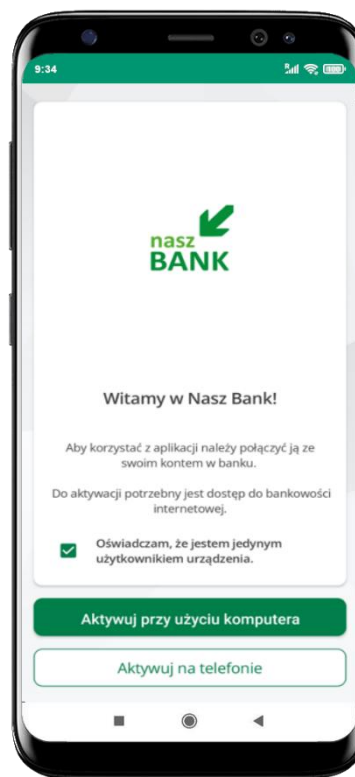 9:34
R
100
nasz
BANK
Witamy w Nasz Bank!
Aby korzystać z aplikacji należy połączyć ją ze
swoim kontem w banku.
Do aktywacji potrzebny jest dostęp do bankowości
internetowej.
Oświadczam, że jestem jedynym
użytkownikiem urządzenia.
Aktywuj przy użyciu komputera
Aktywuj na telefonie